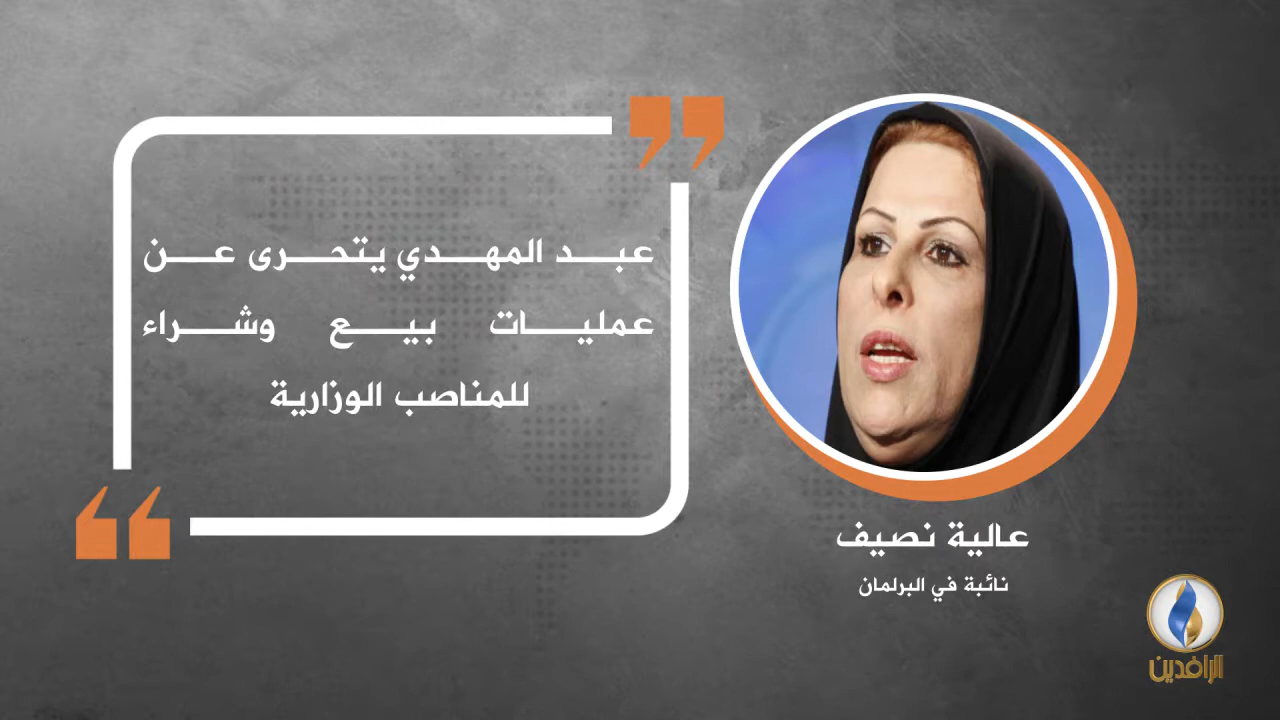 عبد المهدي يتحرى عن
عمليات بيع وشراء
للمناصب الوزارية
عالية نصيف
نائبة في البرلمان
الرافدين